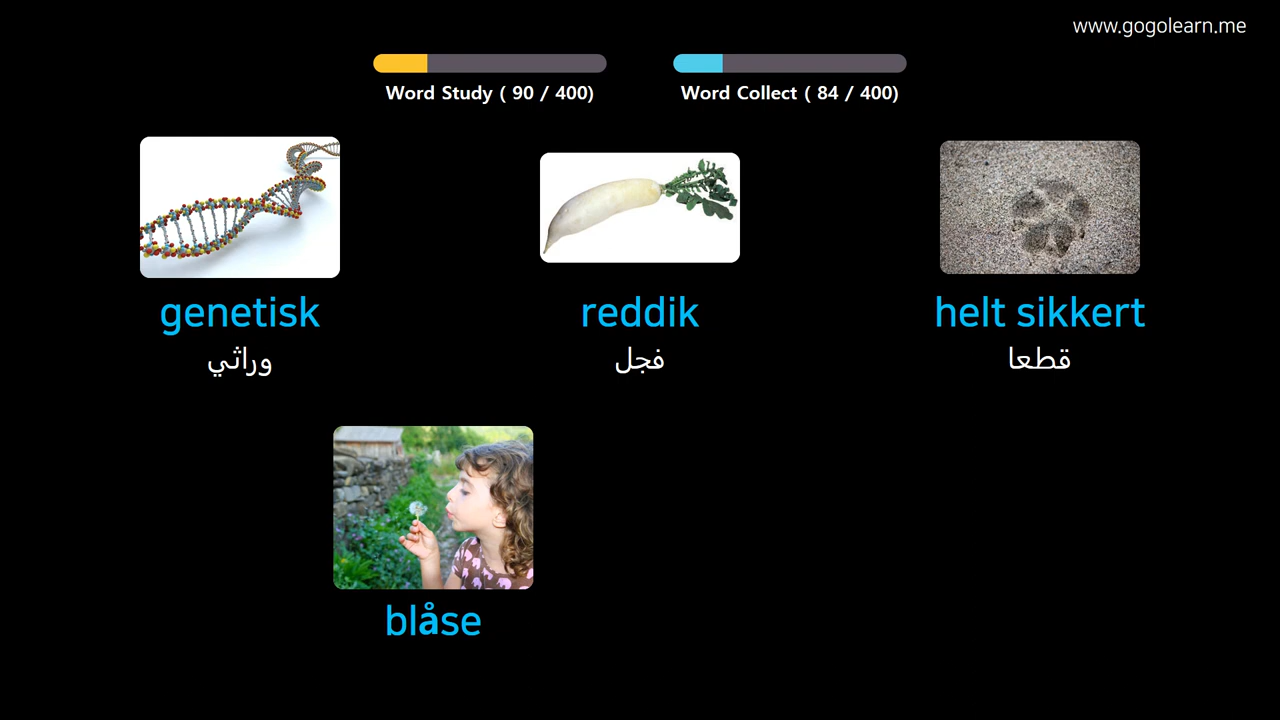 www.gogolearn.me
Word Study ( 90 / 400)
Word Collect ( 84 / 400)
genetisk
وراثي
reddik
فجل
helt sikkert
قطعا
blåse